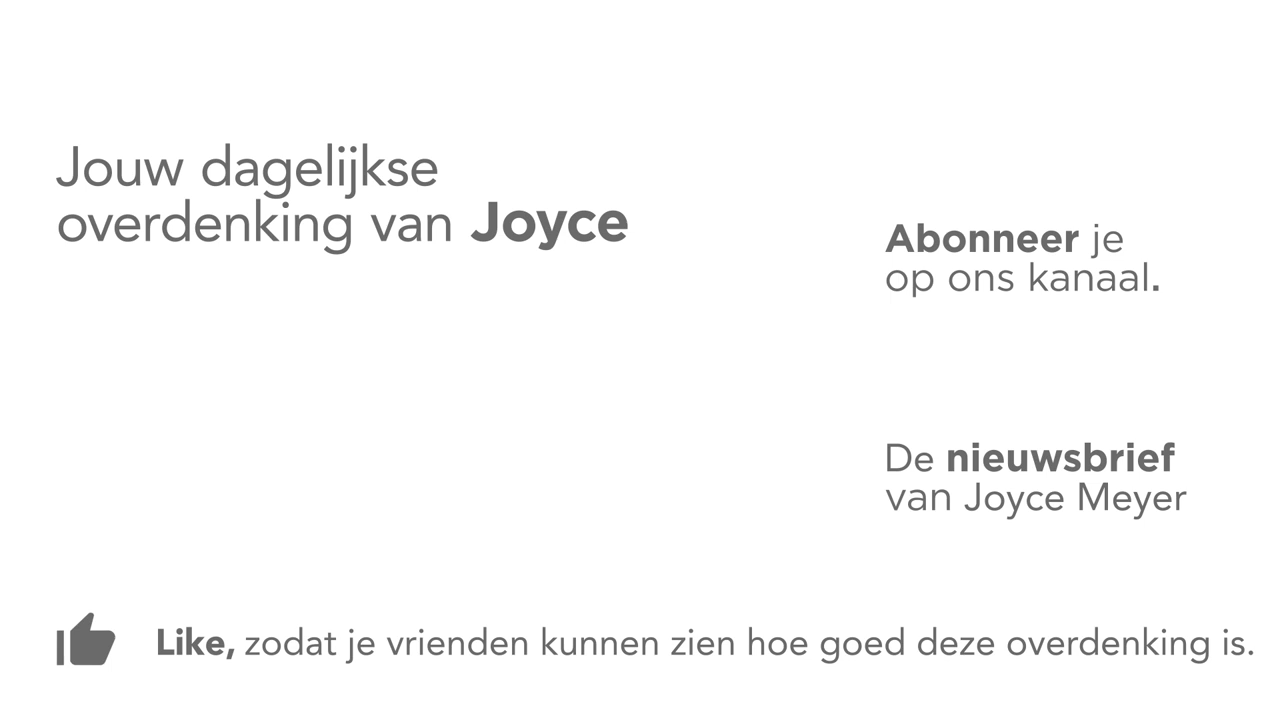 Jouw dagelijkse
overdenking van Joyce
Abonneer je
op ons kanaal.
De nieuwsbrief
van Joyce Meyer
Like, zodat je vrienden kunnen zien hoe goed deze overdenking is.